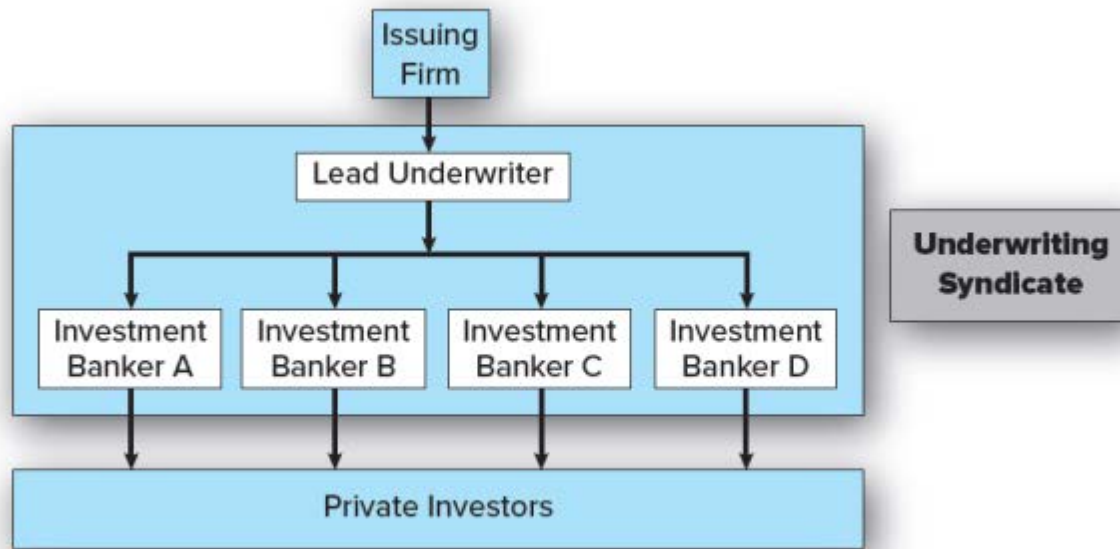 Issuing
Firm
Lead Underwriter
Underwriting
Syndicate
Investment
Banker A
Investment
Banker B
Investment
Banker C
Investment
Banker D
Private Investors